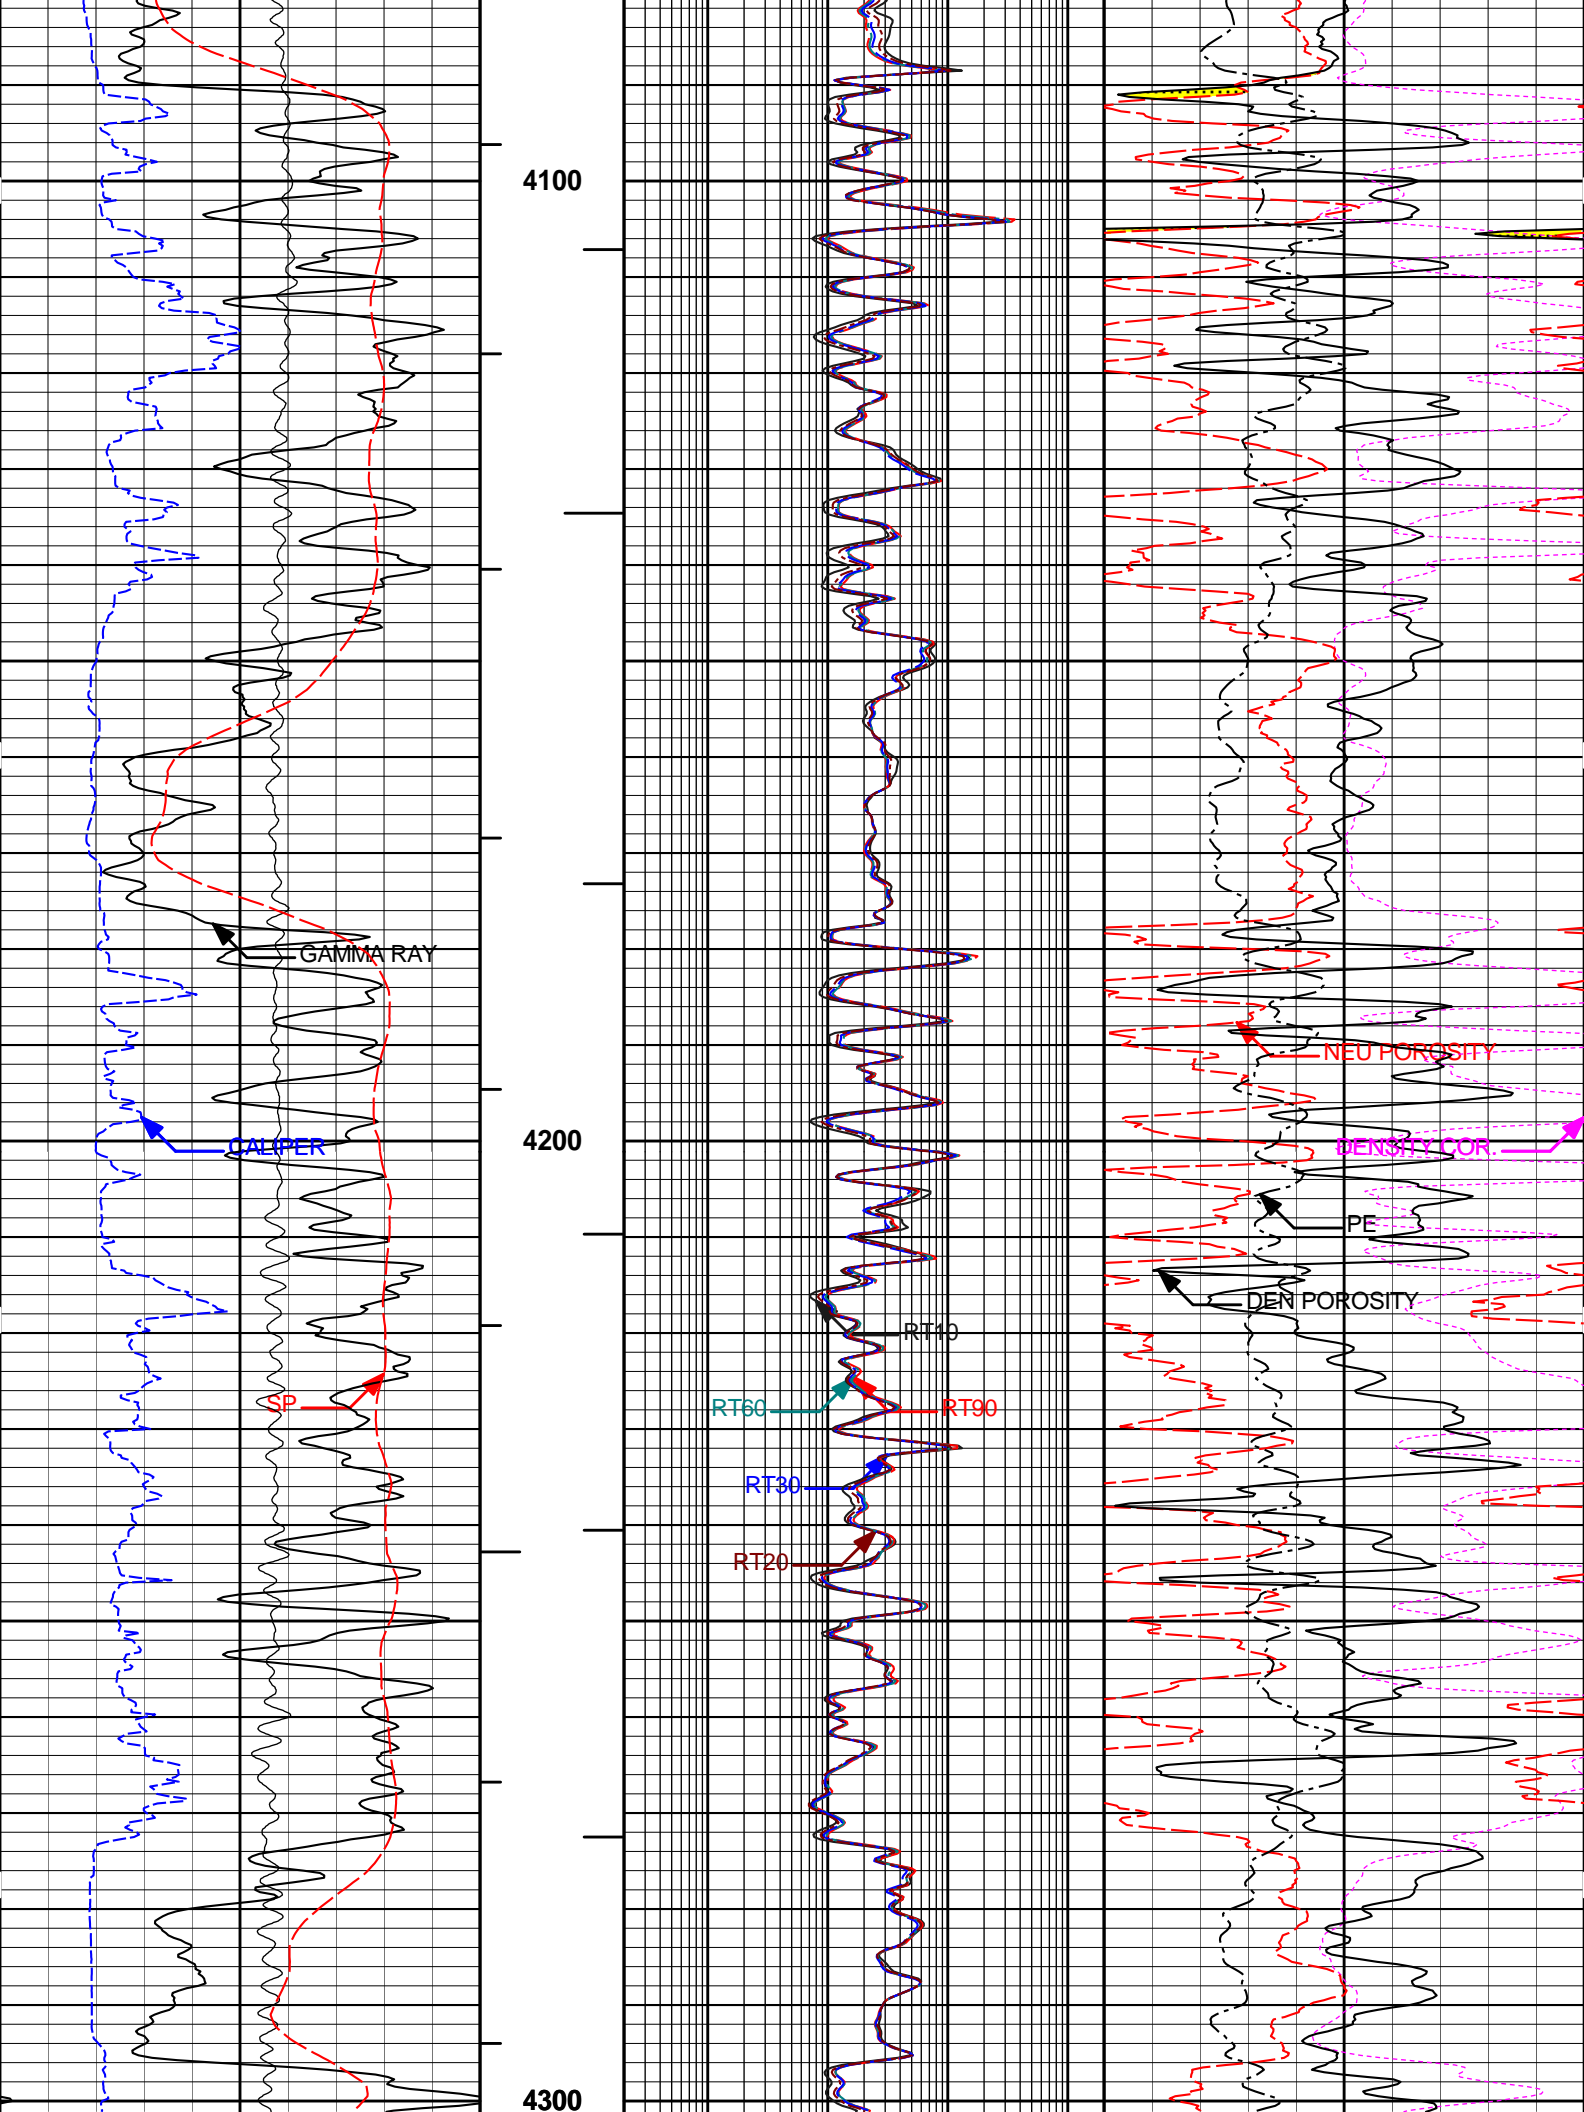 4100
GAMMA RAY
NEU POROSITY
4200
CALIPER
DENSITY COR.
PE
DEN POROSITY
RT10
SP
RT60
RT90
RT30
RT20
4300